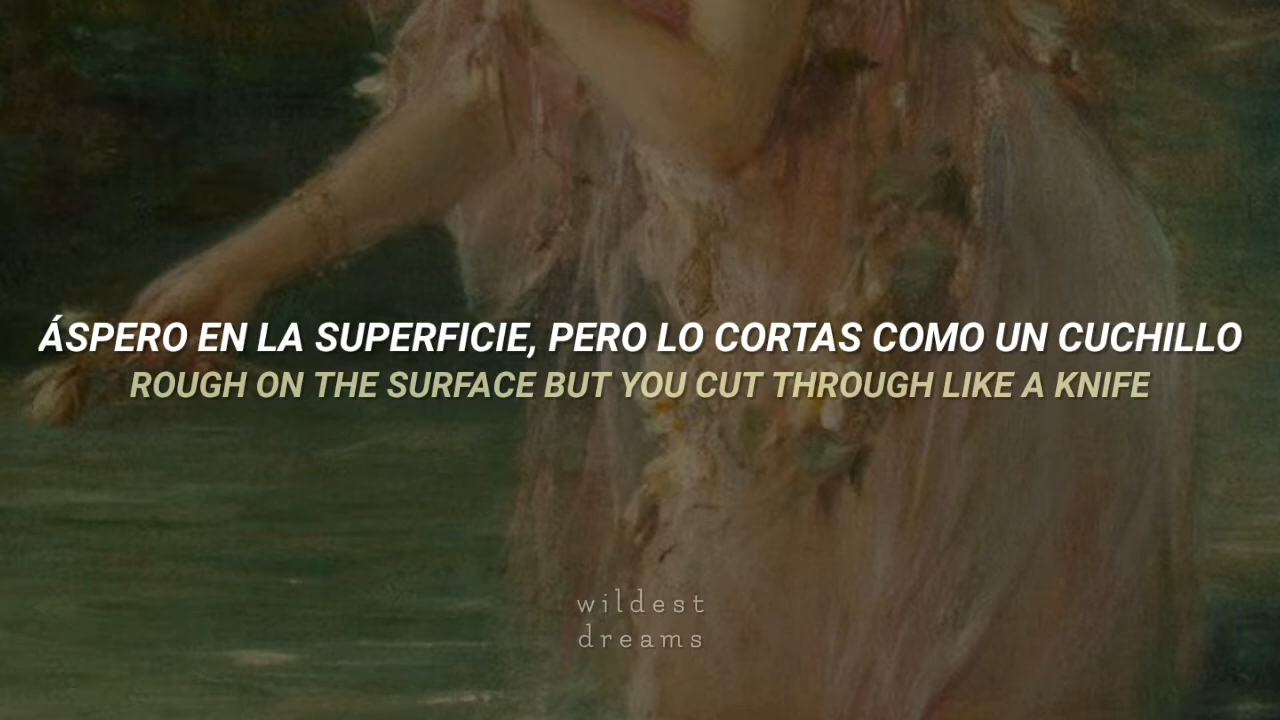 ÁSPERO EN LA SUPERFICIE, PERO LO CORTAS COMO UN CUCHILLO
ROUGH ON THE SURFACE BUT YOU CUT THROUGH LIKE A KNIFE
wildest
dreams